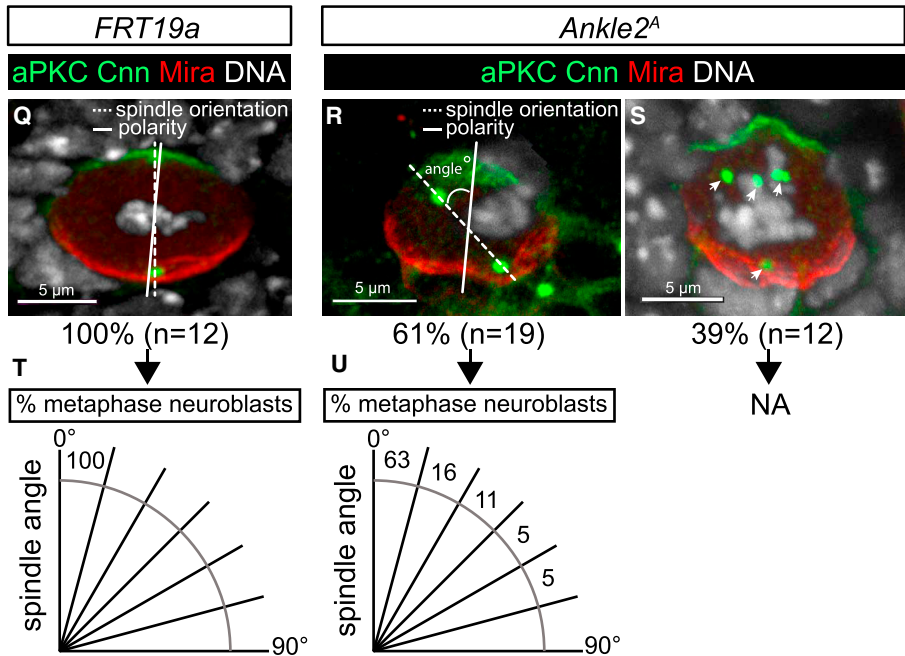 FRT19a
Ankle2ᴬ
aPKC Cnn Mira DNA
aPKC Cnn Mira DNA
Q
spindle orientation
polarity
5 µm
R
spindle orientation
polarity
angle°
5 µm
S
5 µm
100% (n=12)
61% (n=19)
39% (n=12)
T
% metaphase neuroblasts
U
% metaphase neuroblasts
NA
0°
100
spindle angle
90°
0°
63
16
11
5
5
spindle angle
90°